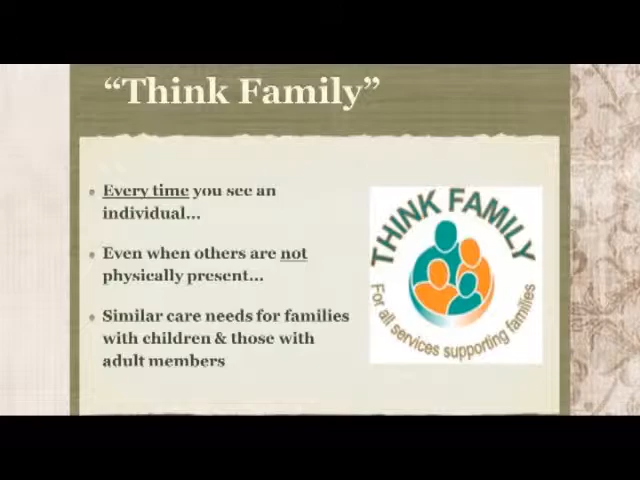 “Think Family”
Every time you see an
individual...
Even when others are not
physically present...
Similar care needs for families
with children & those with
adult members
THINK FAMILY
For all services supporting families